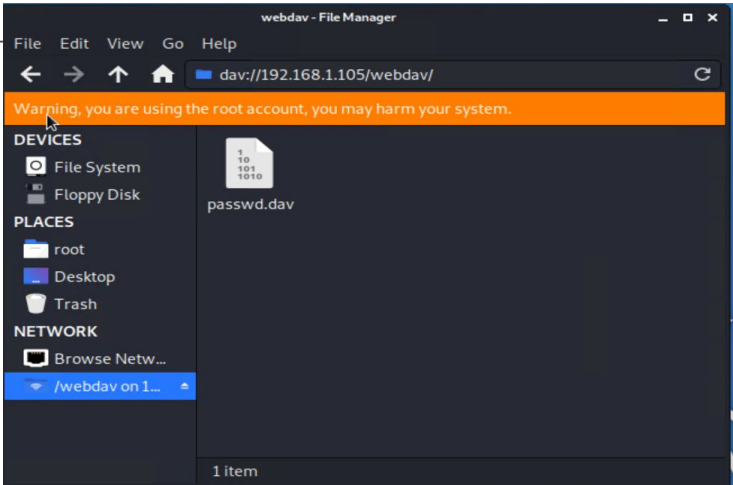 webdav - File Manager
File Edit View Go Help
dav://192.168.1.105/webdav/
Warning, you are using the root account, you may harm your system.
DEVICES
File System
Floppy Disk
PLACES
root
Desktop
Trash
NETWORK
Browse Netw...
/webdav on 1...
1
10
101
1010
passwd.dav
1 item